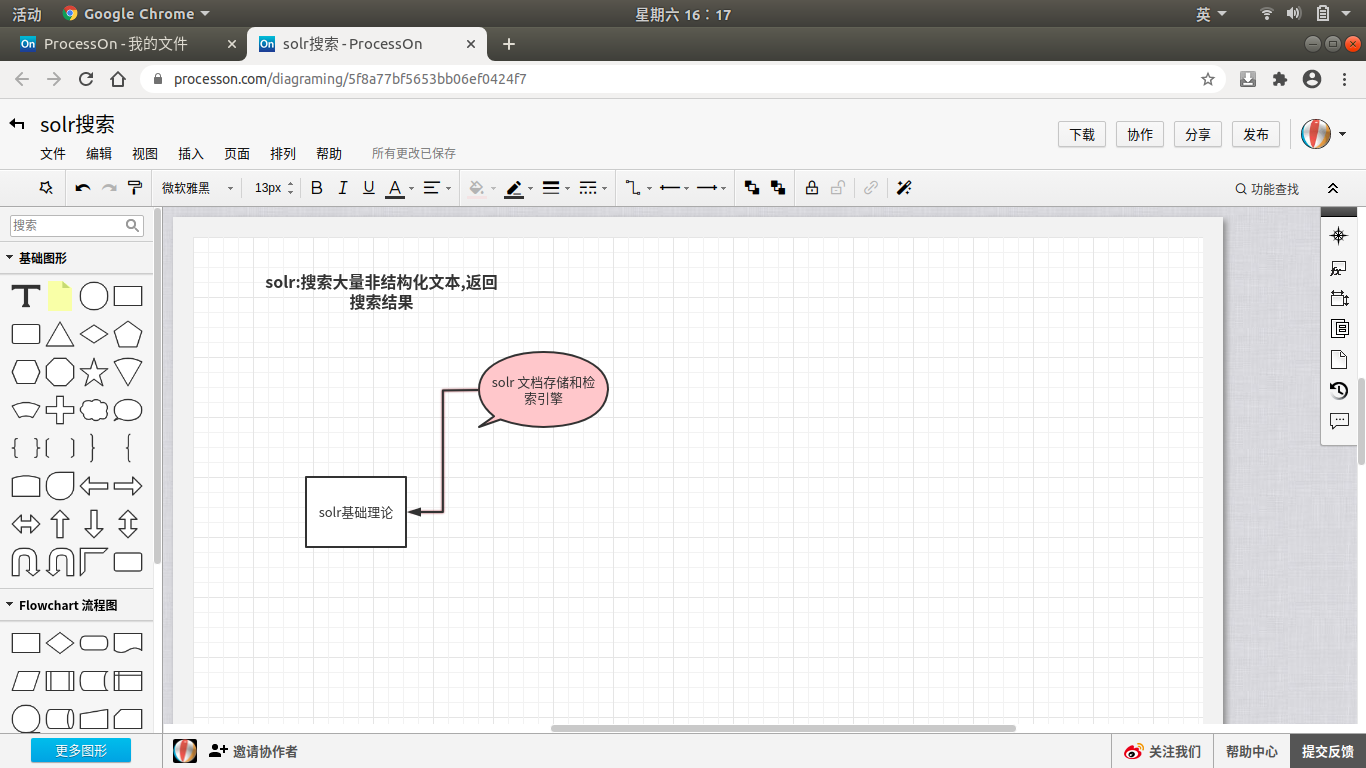 活动
Google Chrome
星期六 16：17
英
ProcessOn - 我的文件
solr搜索 - ProcessOn
processon.com/diagraming/5f8a77bf5653bb06ef0424f7
solr搜索
下载
协作
分享
发布
文件
编辑
视图
插入
页面
排列
帮助
所有更改已保存
微软雅黑
13px
B
I
U
A
功能查找
搜索
基础图形
solr:搜索大量非结构化文本,返回
搜索结果
solr 文档存储和检
索引擎
solr基础理论
Flowchart 流程图
更多图形
邀请协作者
关注我们
帮助中心
提交反馈